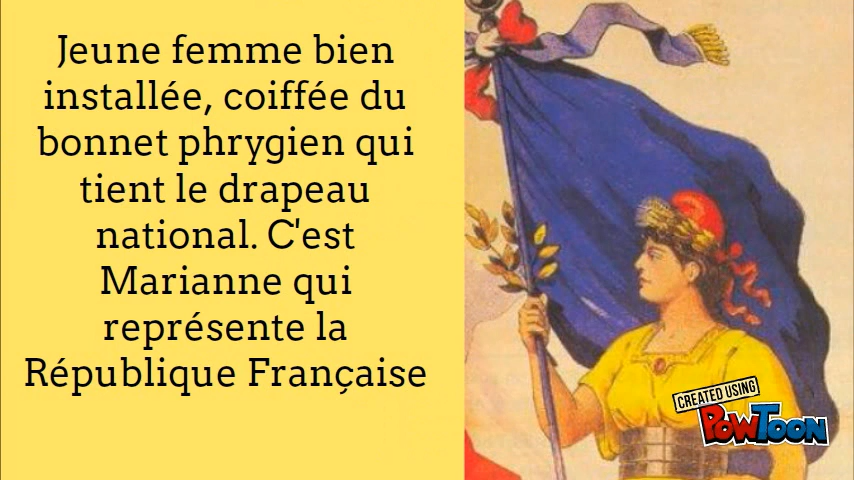 Jeune femme bien
installée, coiffée du
bonnet phrygien qui
tient le drapeau
national. C'est
Marianne qui
représente la
République Française
CREATED USING
POWTOON